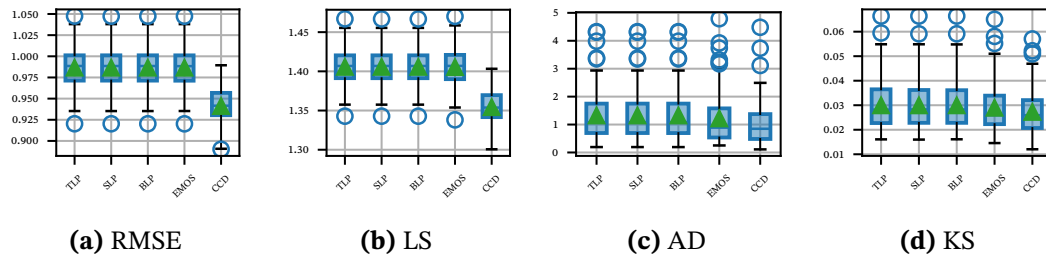 1.050
1.025
1.000
0.975
0.950
0.925
0.900
TLP
SLP
BLP
EMOS
CCD
(a) RMSE
1.45
1.40
1.35
1.30
TLP
SLP
BLP
EMOS
CCD
(b) LS
5
4
3
2
1
0
TLP
SLP
BLP
EMOS
CCD
(c) AD
0.06
0.05
0.04
0.03
0.02
0.01
TLP
SLP
BLP
EMOS
CCD
(d) KS